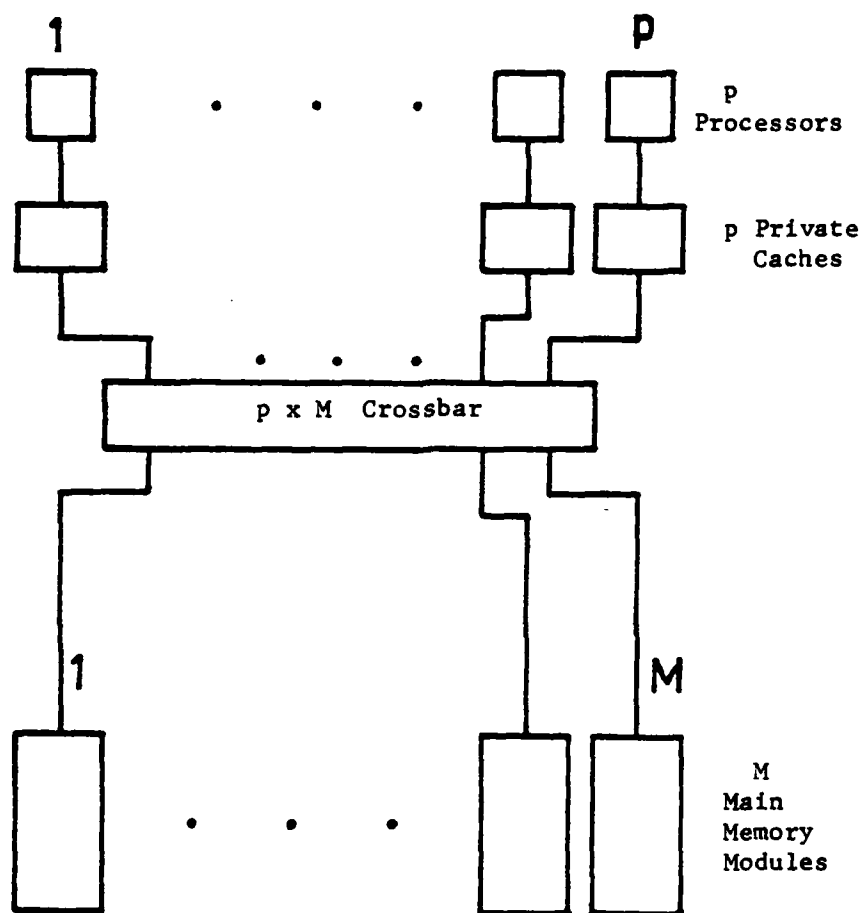 1
P
P
Processors
p Private
Caches
p x M Crossbar
1
M
M
Main
Memory
Modules